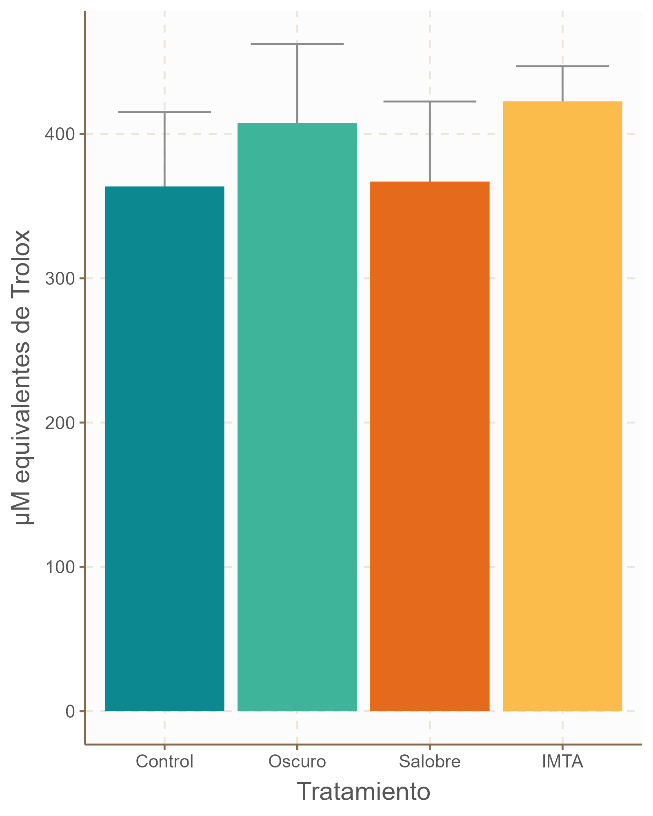 µM equivalentes de Trolox
400
300
200
100
0
Control Oscuro Salobre IMTA
Tratamiento